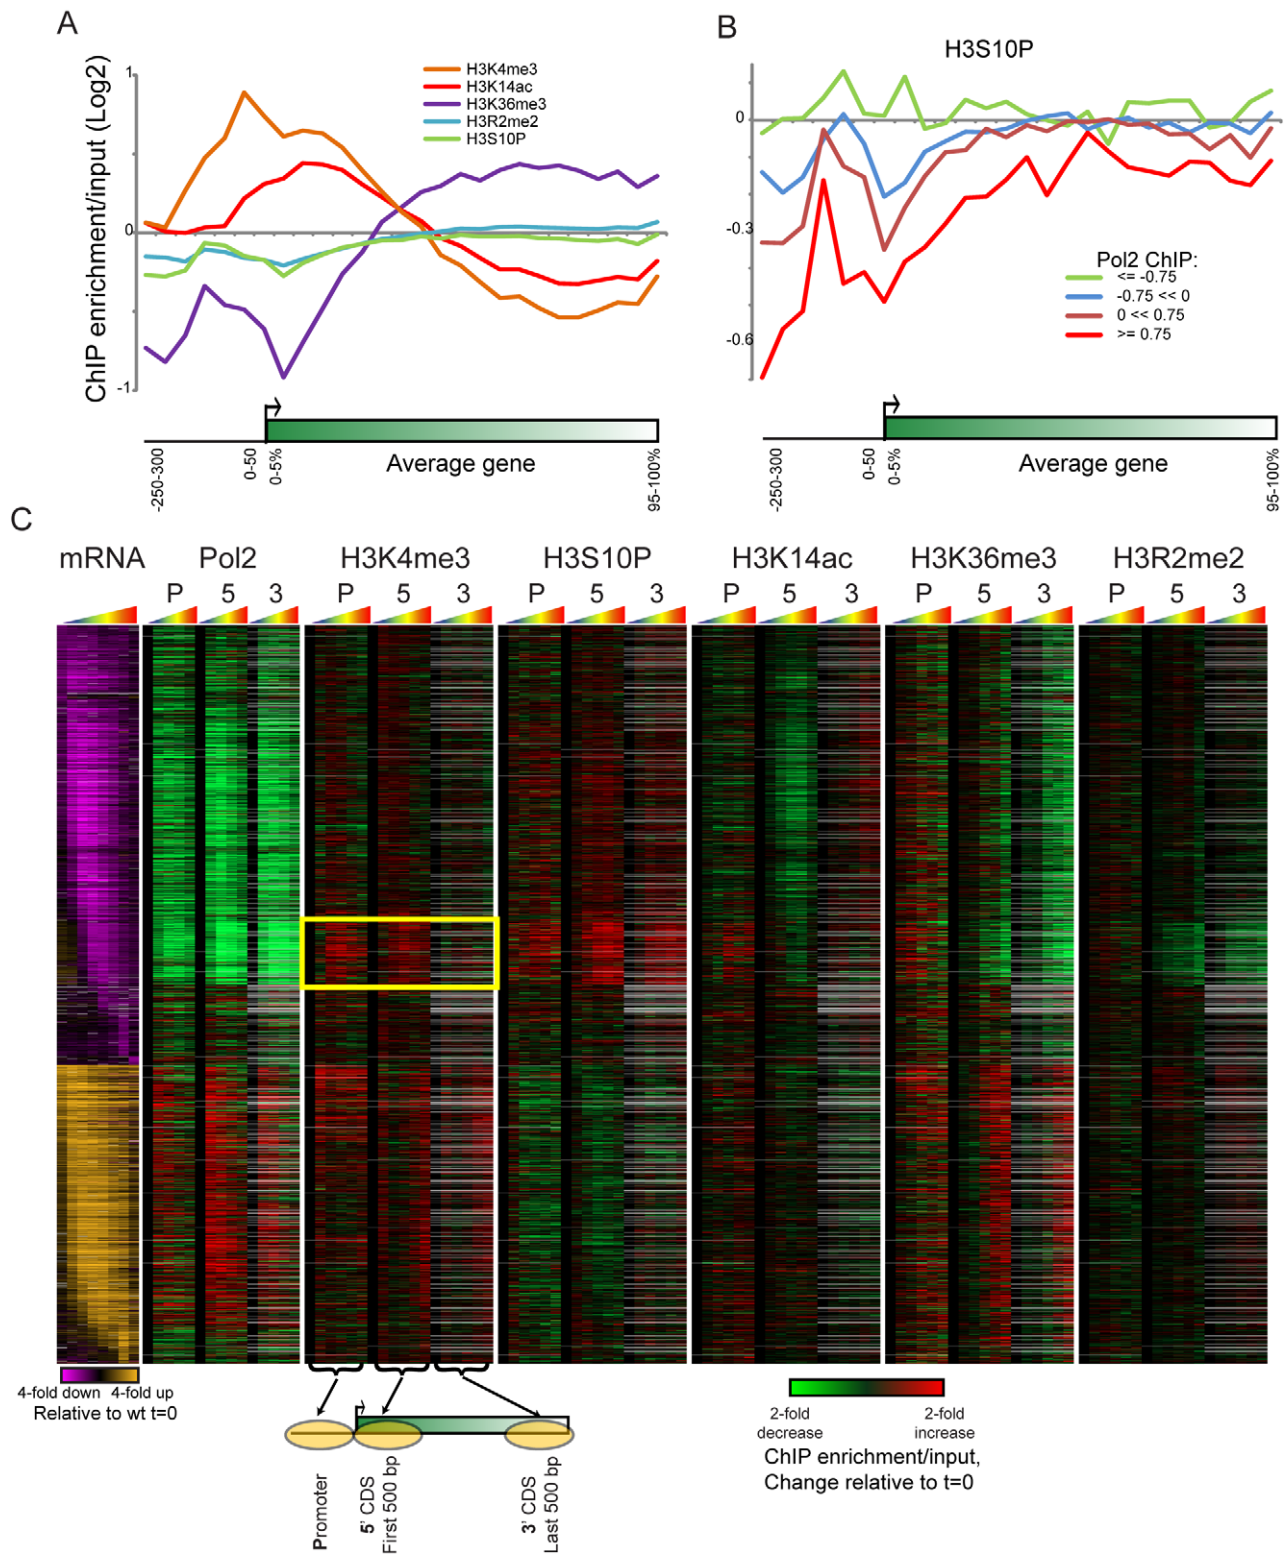 A
ChIP enrichment/input (Log2)
1
0
-1
H3K4me3
H3K14ac
H3K36me3
H3R2me2
H3S10P
-250-300
0-50
0-5%
Average gene
95-100%
B
H3S10P
0
-0.3
-0.6
Pol2 ChIP:
<= -0.75
-0.75 << 0
0 << 0.75
>= 0.75
-250-300
0-50
0-5%
Average gene
95-100%
C
mRNA Pol2 H3K4me3 H3S10P H3K14ac H3K36me3 H3R2me2
P 5 3 P 5 3 P 5 3 P 5 3 P 5 3 P 5 3
4-fold down 4-fold up
Relative to wt t=0
Promoter
5' CDS
First 500 bp
3' CDS
Last 500 bp
2-fold decrease
2-fold increase
ChIP enrichment/input,
Change relative to t=0